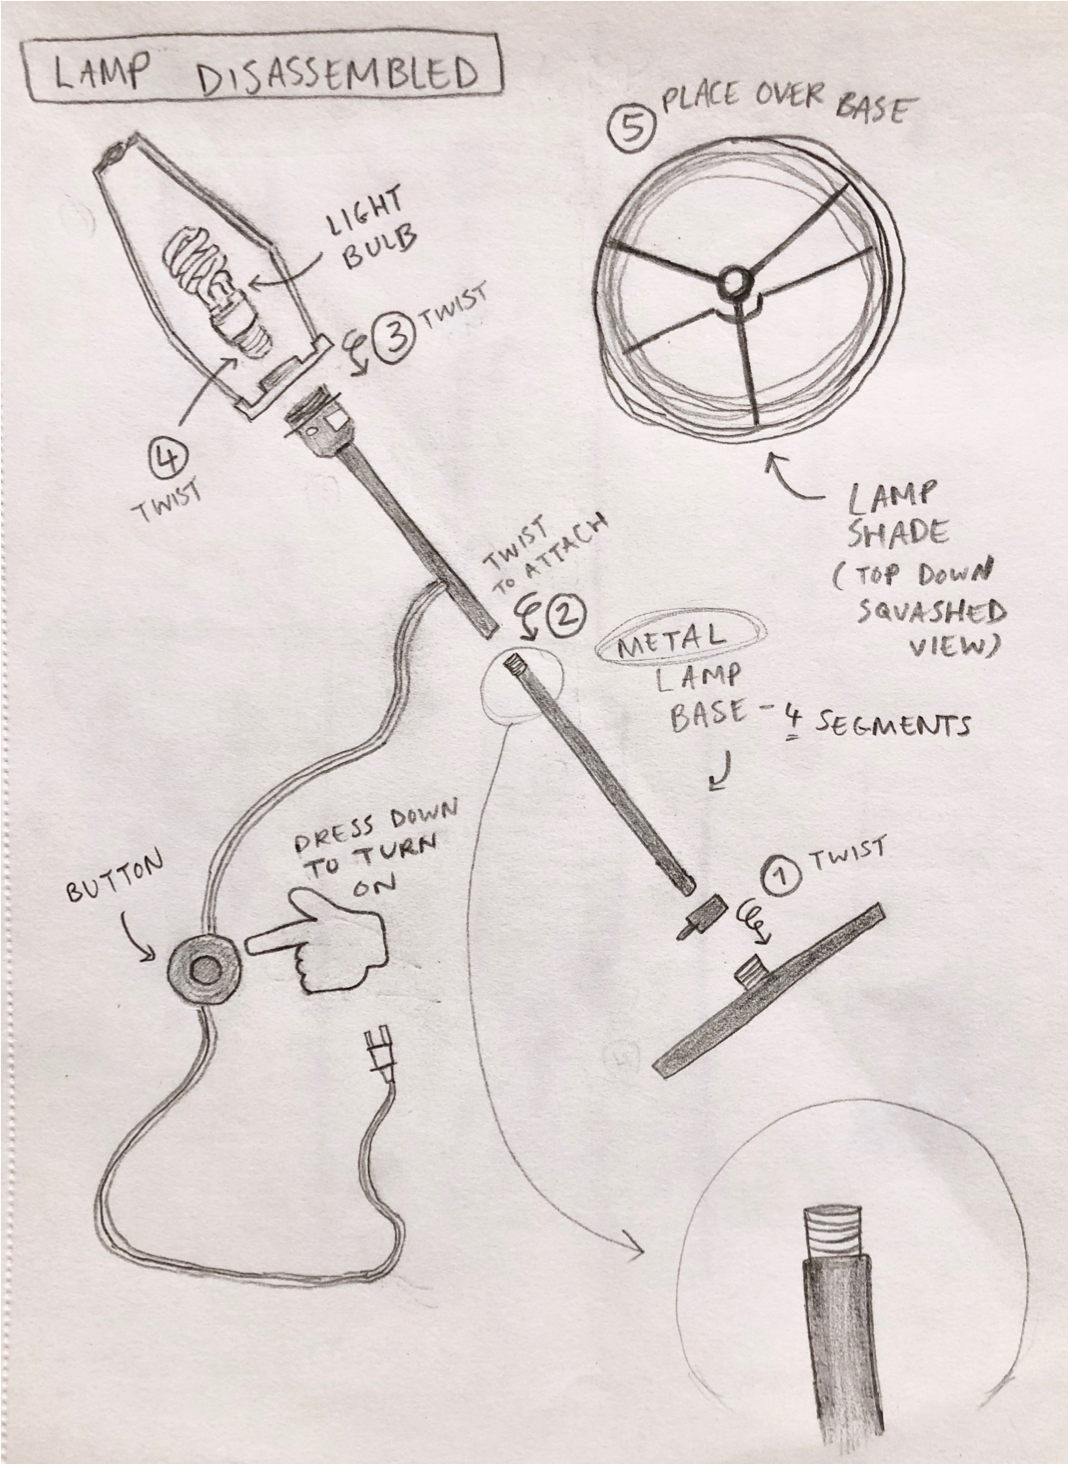 LAMP DISASSEMBLED
5 PLACE OVER BASE
LIGHT
BULB
3 TWIST
4
TWIST
LAMP
SHADE
(TOP DOWN
SQUASHED
VIEW)
TWIST
TO ATTACH
2
METAL
LAMP
BASE - 4 SEGMENTS
PRESS DOWN
TO TURN
ON
BUTTON
1 TWIST